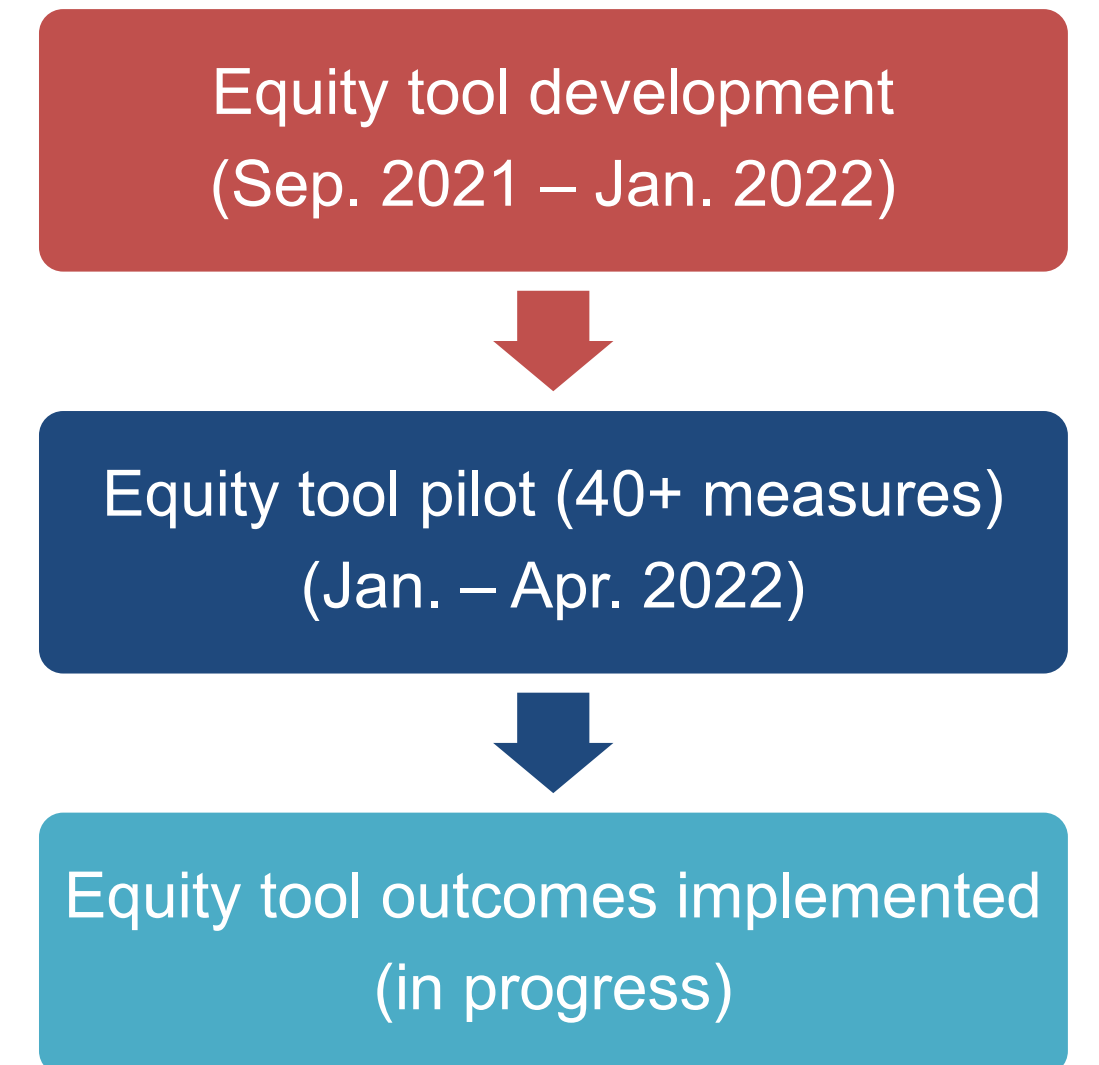 Equity tool development
(Sep. 2021 – Jan. 2022)
Equity tool pilot (40+ measures)
(Jan. – Apr. 2022)
Equity tool outcomes implemented
(in progress)